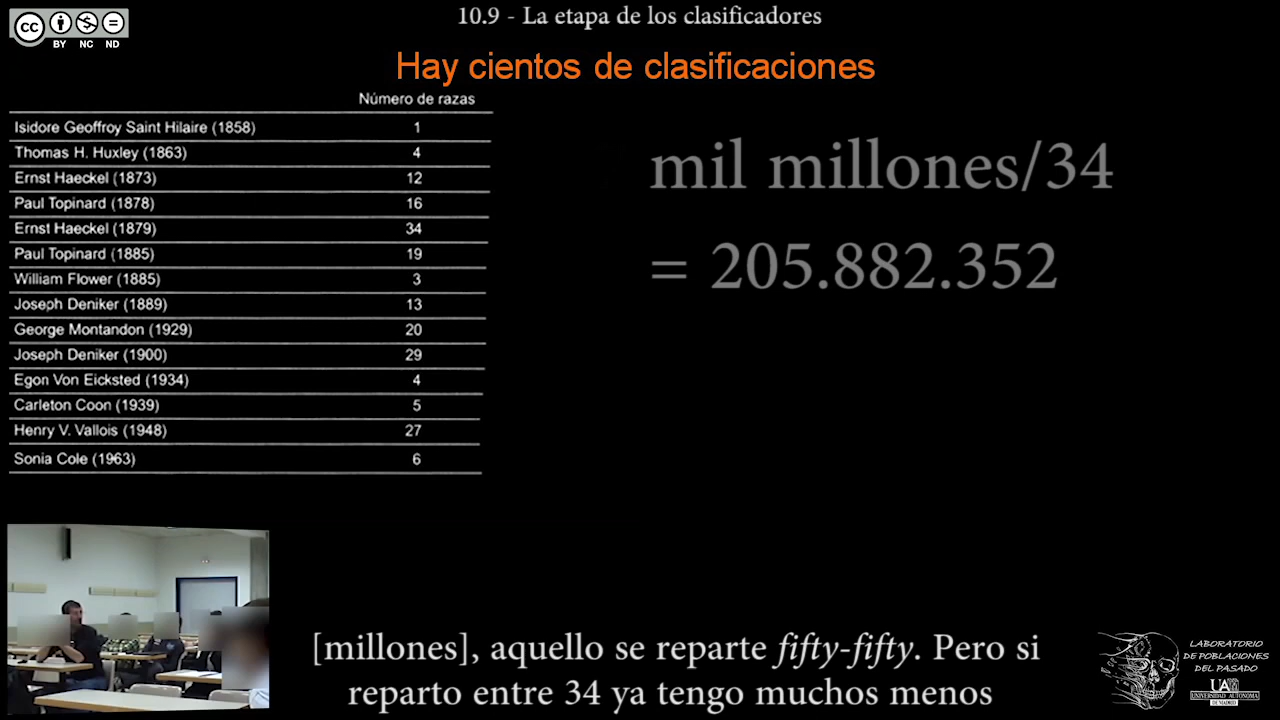 CC BY NC ND
10.9 - La etapa de los clasificadores
Hay cientos de clasificaciones
Número de razas
Isidore Geoffroy Saint Hilaire (1858) 1
Thomas H. Huxley (1863) 4
Ernst Haeckel (1873) 12
Paul Topinard (1878) 16
Ernst Haeckel (1879) 34
Paul Topinard (1885) 19
William Flower (1885) 3
Joseph Deniker (1889) 13
George Montandon (1929) 20
Joseph Deniker (1900) 29
Egon Von Eicksted (1934) 4
Carleton Coon (1939) 5
Henry V. Vallois (1948) 27
Sonia Cole (1963) 6
mil millones/34
= 205.882.352
[millones], aquello se reparte fifty-fifty. Pero si
reparto entre 34 ya tengo muchos menos
LABORATORIO
DE POBLACIONES
DEL PASADO
UAM
UNIVERSIDAD AUTONOMA
DE MADRID